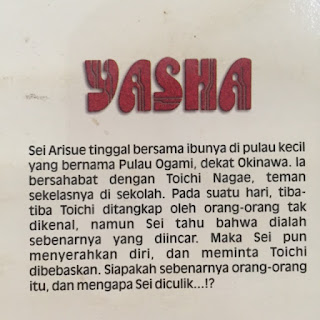 YASHA
Sei Arisue tinggal bersama ibunya di pulau kecil
yang bernama Pulau Ogami, dekat Okinawa. Ia
bersahabat dengan Toichi Nagae, teman
sekelasnya di sekolah. Pada suatu hari, tiba-
tiba Toichi ditangkap oleh orang-orang tak
dikenal, namun Sei tahu bahwa dialah
sebenarnya yang diincar. Maka Sei pun
menyerahkan diri, dan meminta Toichi
dibebaskan. Siapakah sebenarnya orang-orang
itu, dan mengapa Sei diculik...!?